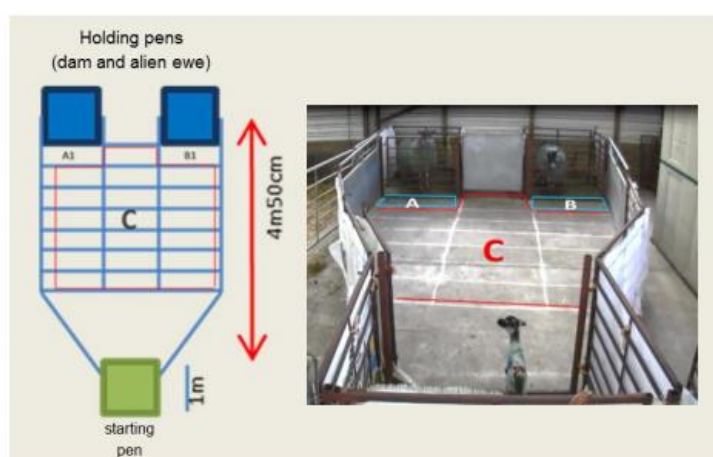 Holding pens
(dam and alien ewe)
A1
B1
C
4m50cm
1m
starting
pen
A
B
C